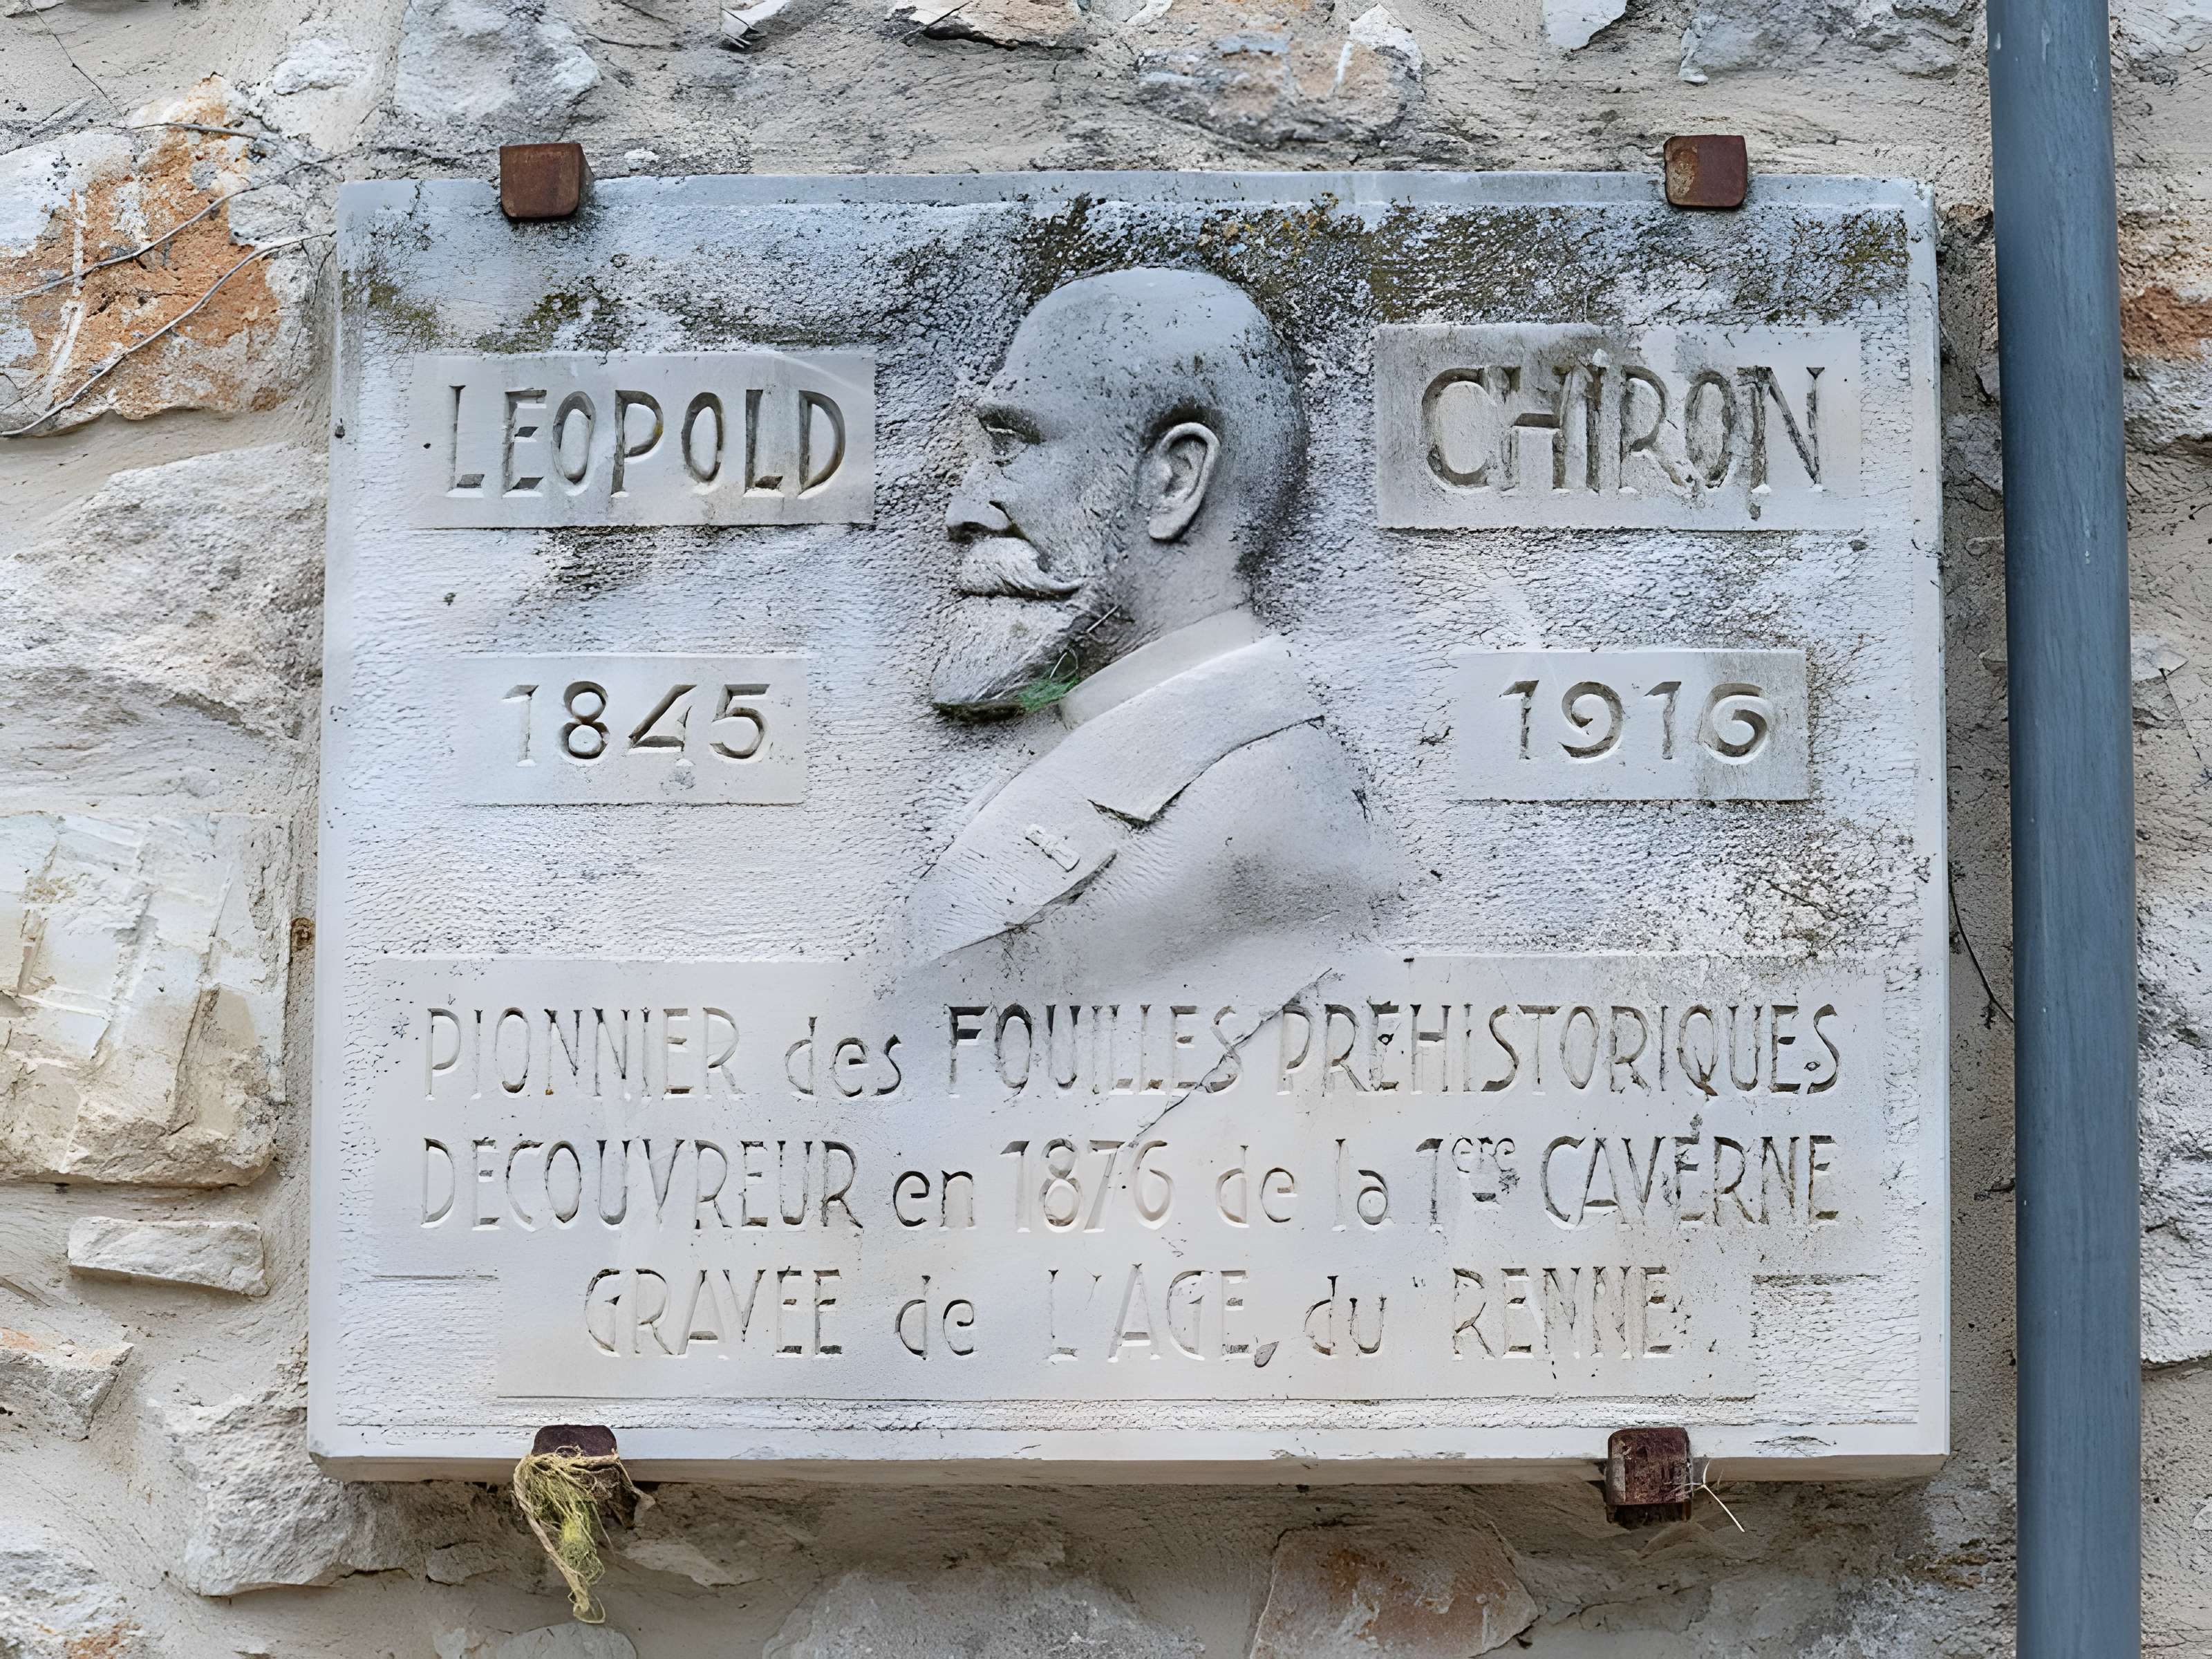 LEOPOLD CHIRON
1845 1916
PIONNIER des FOUILLES PRÉHISTORIQUES
DECOUVREUR en 1876 de la 1ère CAVERNE
GRAVEE de L'AGE du RENNE